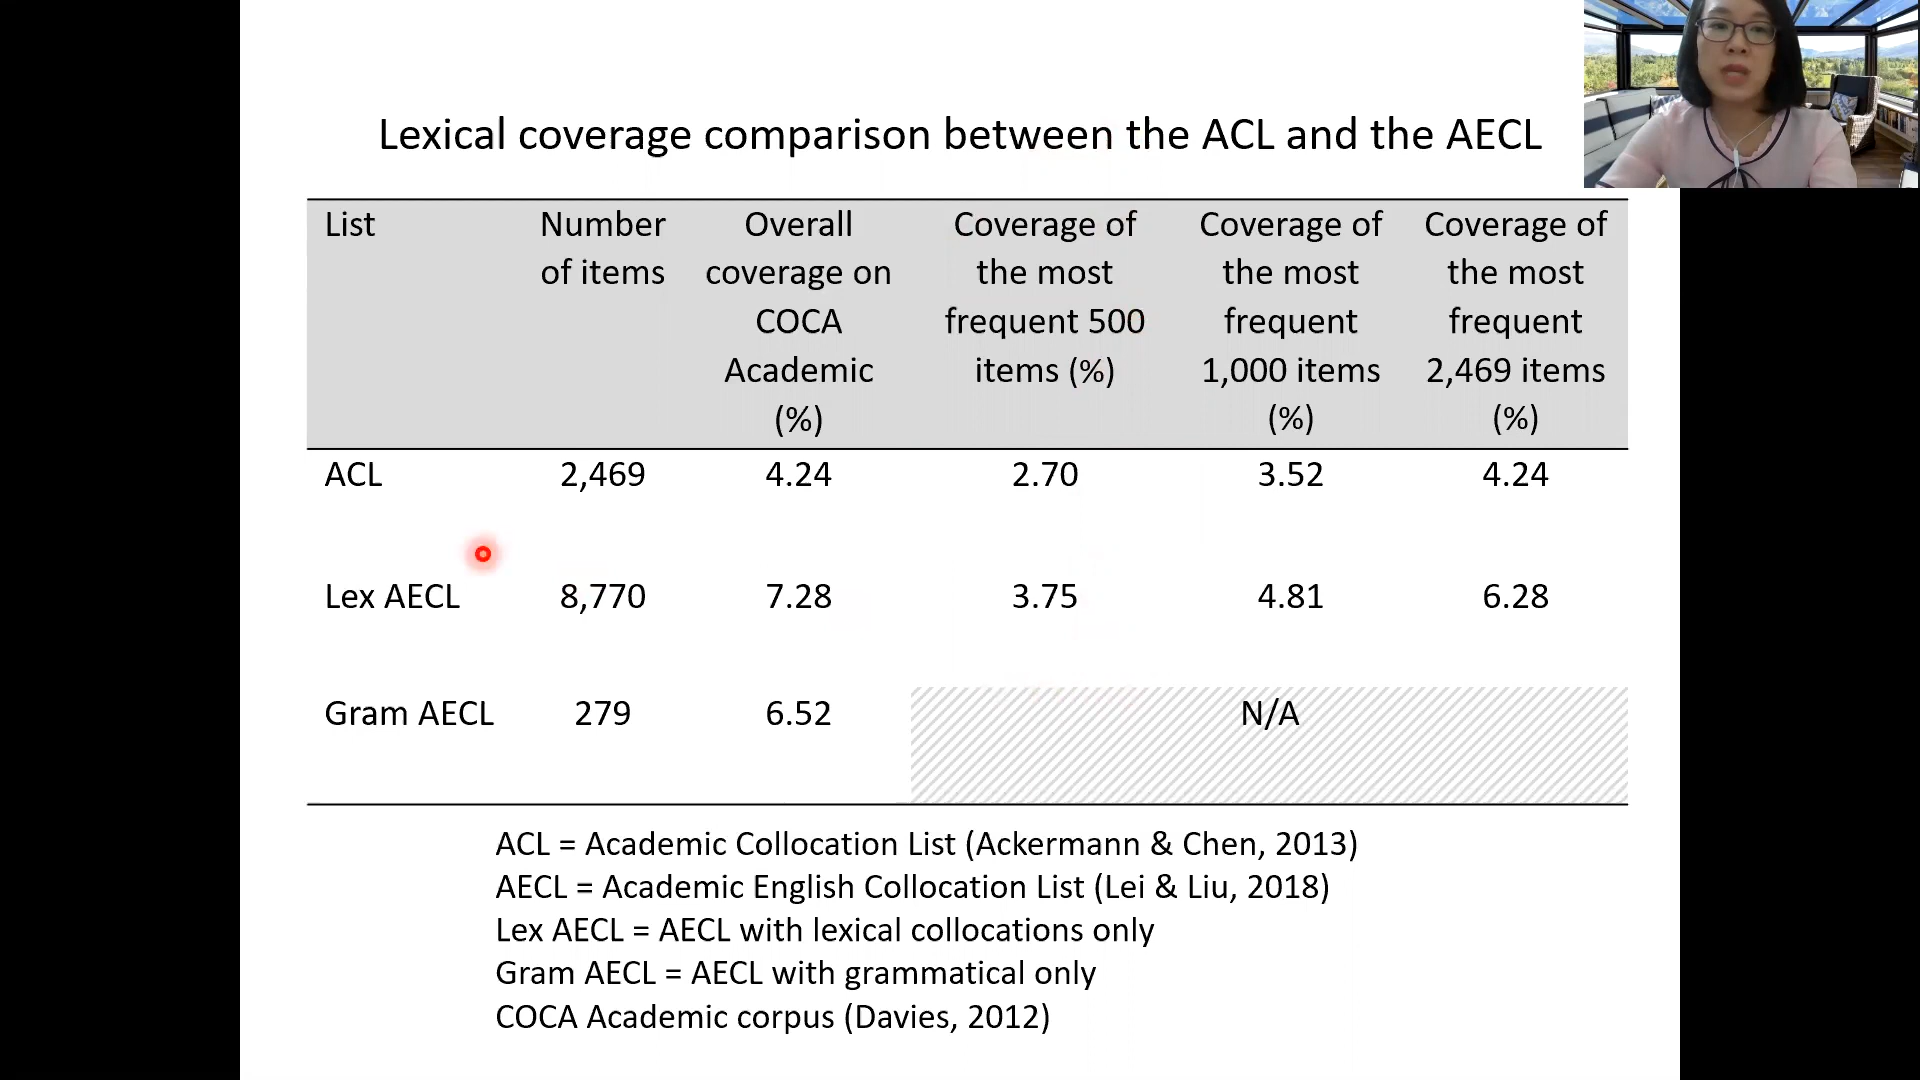 Lexical coverage comparison between the ACL and the AECL
List
Number
of items
Overall
coverage on
COCA
Academic
(%)
Coverage of
the most
frequent 500
items (%)
Coverage of
the most
frequent
1,000 items
(%)
Coverage of
the most
frequent
2,469 items
(%)
ACL 2,469 4.24 2.70 3.52 4.24
Lex AECL 8,770 7.28 3.75 4.81 6.28
Gram AECL 279 6.52 N/A
ACL = Academic Collocation List (Ackermann & Chen, 2013)
AECL = Academic English Collocation List (Lei & Liu, 2018)
Lex AECL = AECL with lexical collocations only
Gram AECL = AECL with grammatical only
COCA Academic corpus (Davies, 2012)